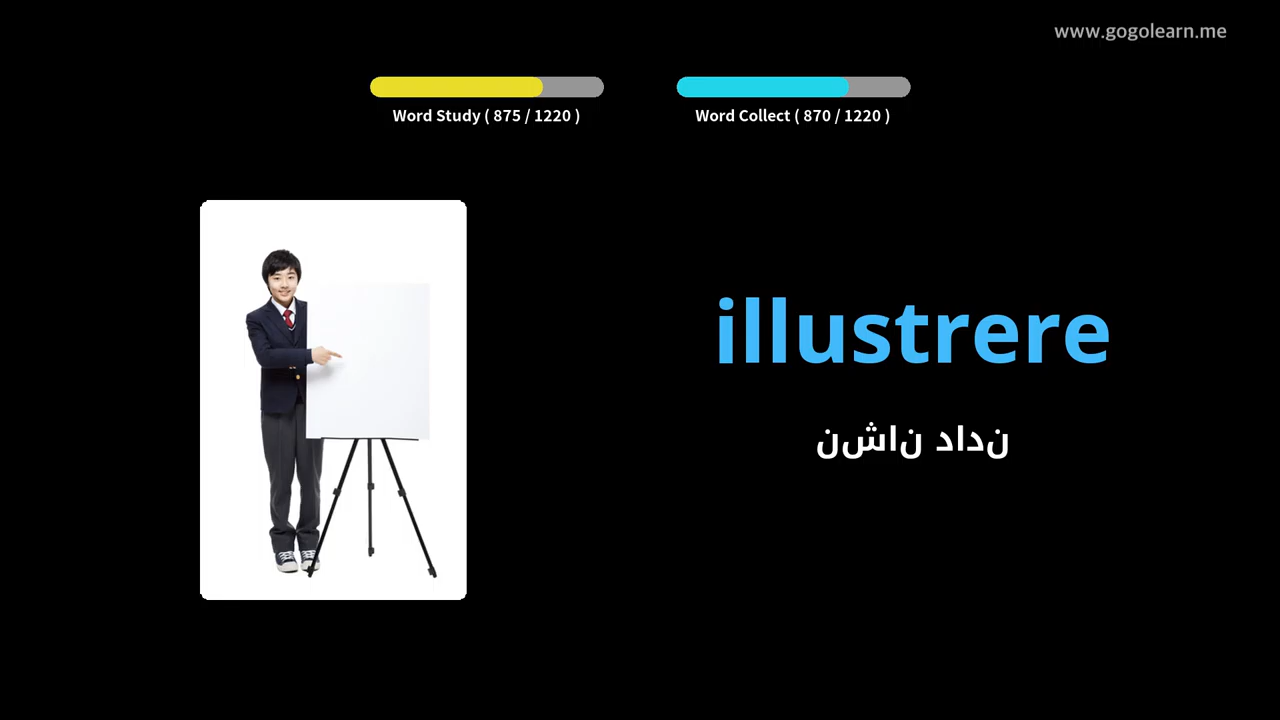 www.gogolearn.me
Word Study ( 875 / 1220 )
Word Collect ( 870 / 1220 )
illustrere
نشان دادن